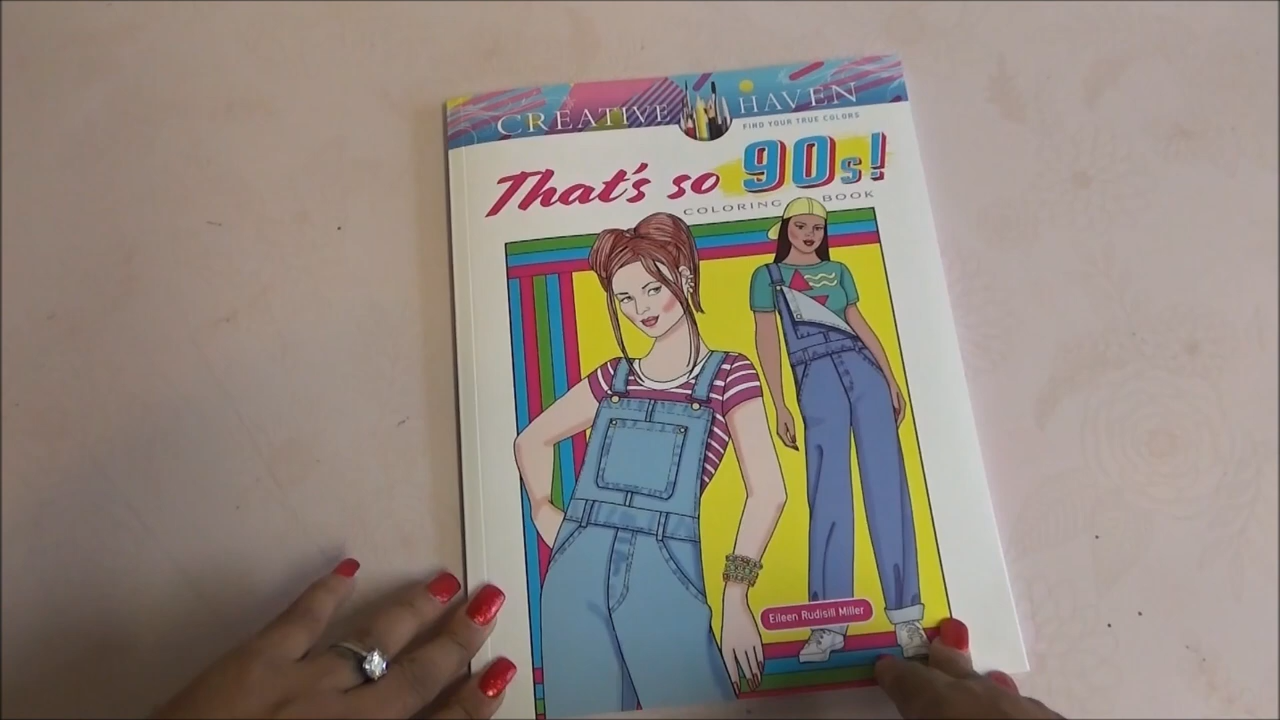 CREATIVE HAVEN
FIND YOUR TRUE COLORS
That's so 90s!
COLORING BOOK
Eileen Rudisill Miller